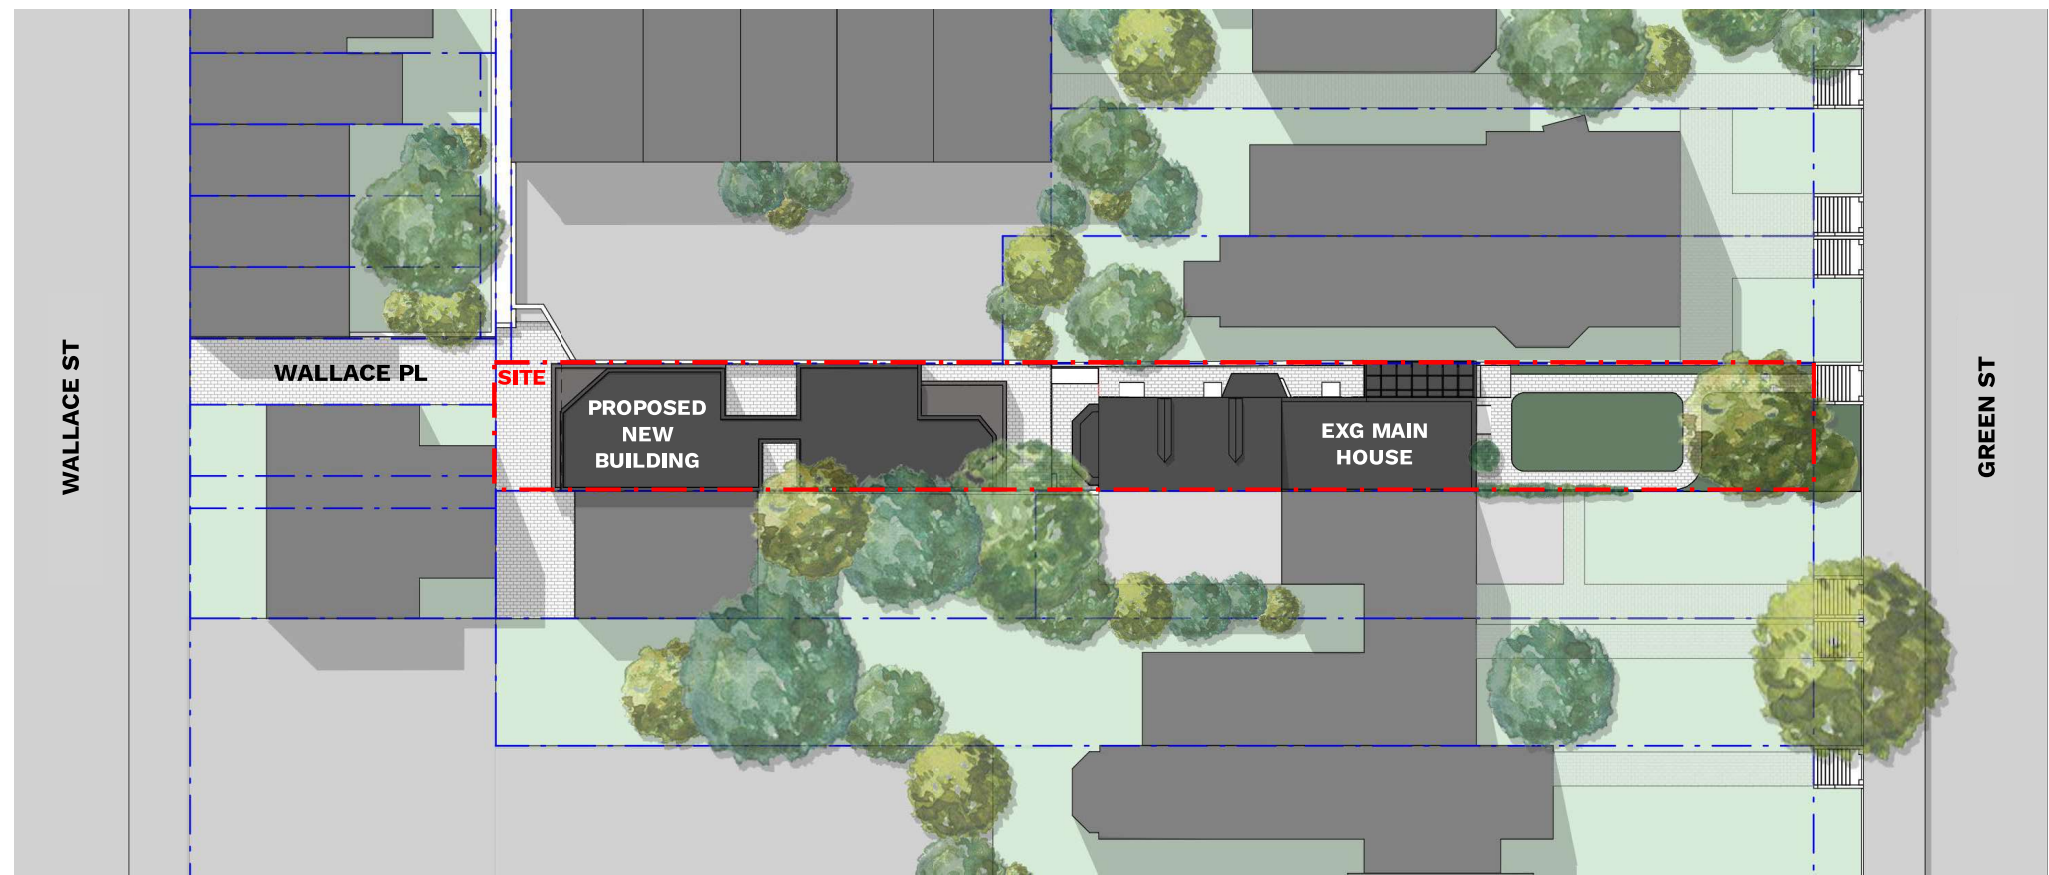 WALLACE ST
WALLACE PL
SITE
PROPOSED
NEW
BUILDING
EXG MAIN
HOUSE
GREEN ST